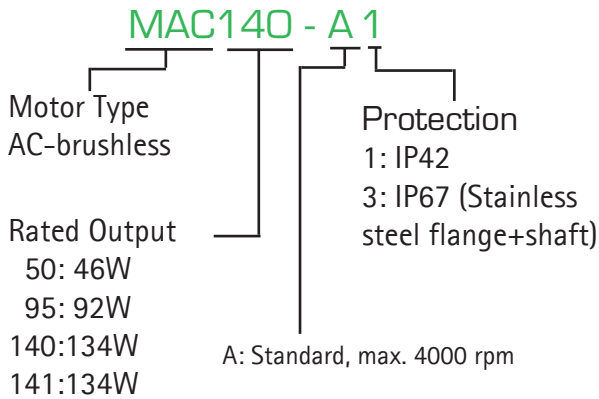 MAC140 - A 1
Motor Type
AC-brushless
Protection
1: IP42
3: IP67 (Stainless
steel flange+shaft)
Rated Output
50: 46W
95: 92W
140:134W
141:134W
A: Standard, max. 4000 rpm